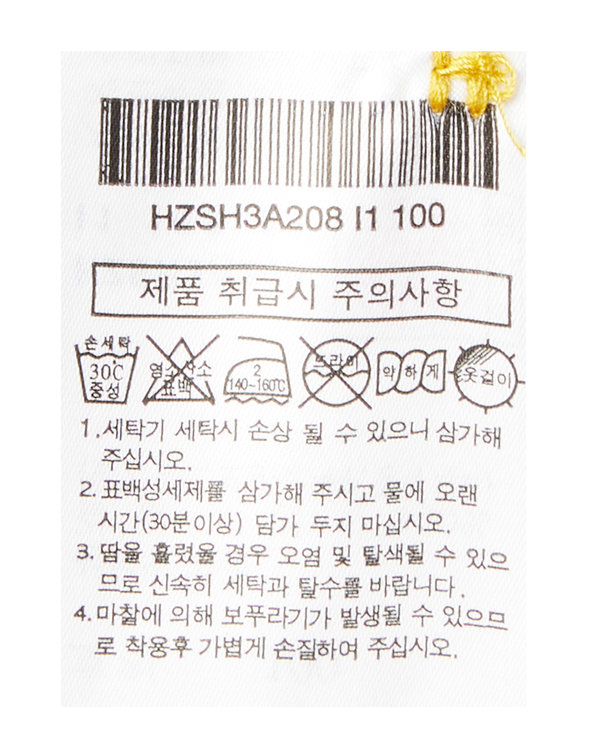 HZSH3A208 I1 100
제품 취급시 주의사항
손세탁 30℃ 중성
염소산소 표백
2 140~160℃
드라이
약하게
옷걸이
1.세탁기 세탁시 손상 될 수 있으니 삼가해
주십시오.
2.표백성세제를 삼가해 주시고 물에 오랜
시간(30분이상) 담가 두지 마십시오.
3.땀을 흘렸을 경우 오염 및 탈색될 수 있으
므로 신속히 세탁과 탈수를 바랍니다.
4.마찰에 의해 보푸라기가 발생될 수 있으므
로 착용후 가볍게 손질하여 주십시오.